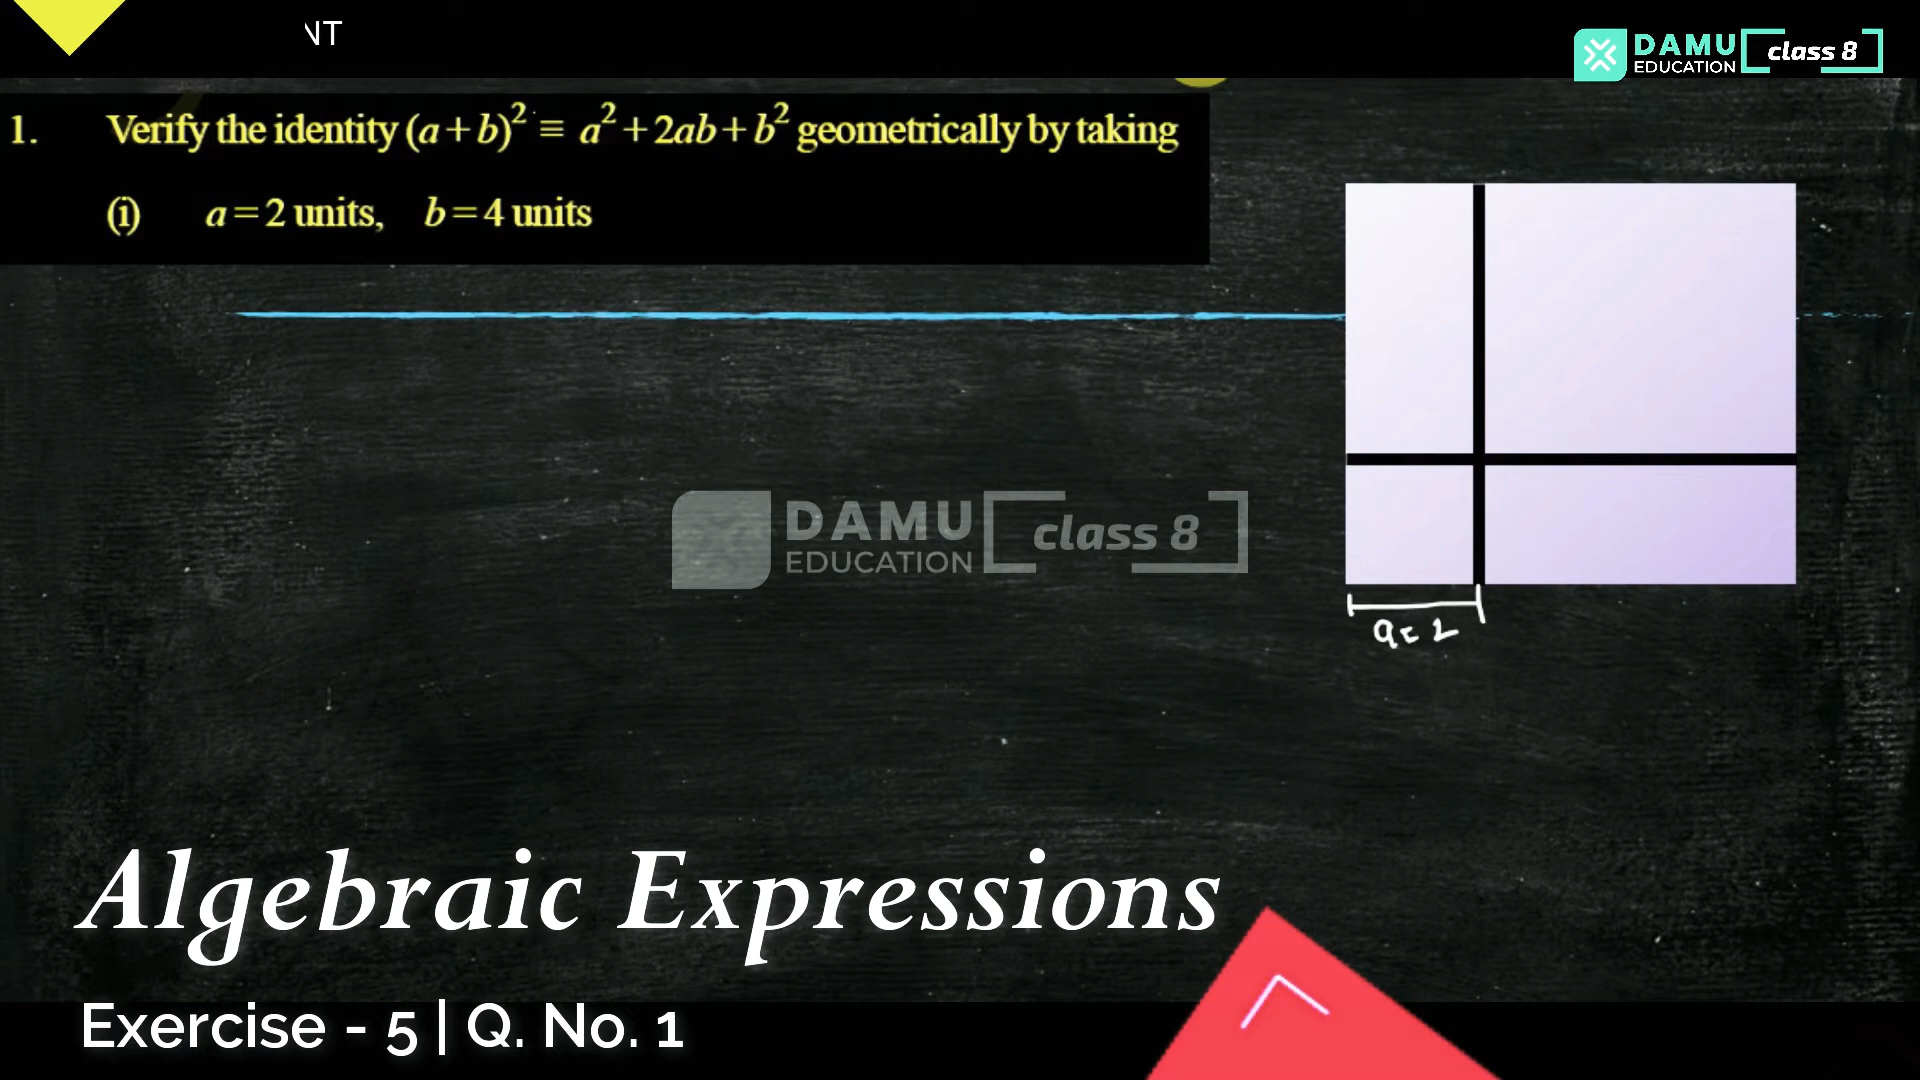 NT
DAMU
EDUCATION
class 8
1. Verify the identity (a+b)² ≡ a² + 2ab + b² geometrically by taking
(i) a = 2 units, b = 4 units
DAMU
EDUCATION
class 8
a = 2
Algebraic Expressions
Exercise - 5 | Q. No. 1